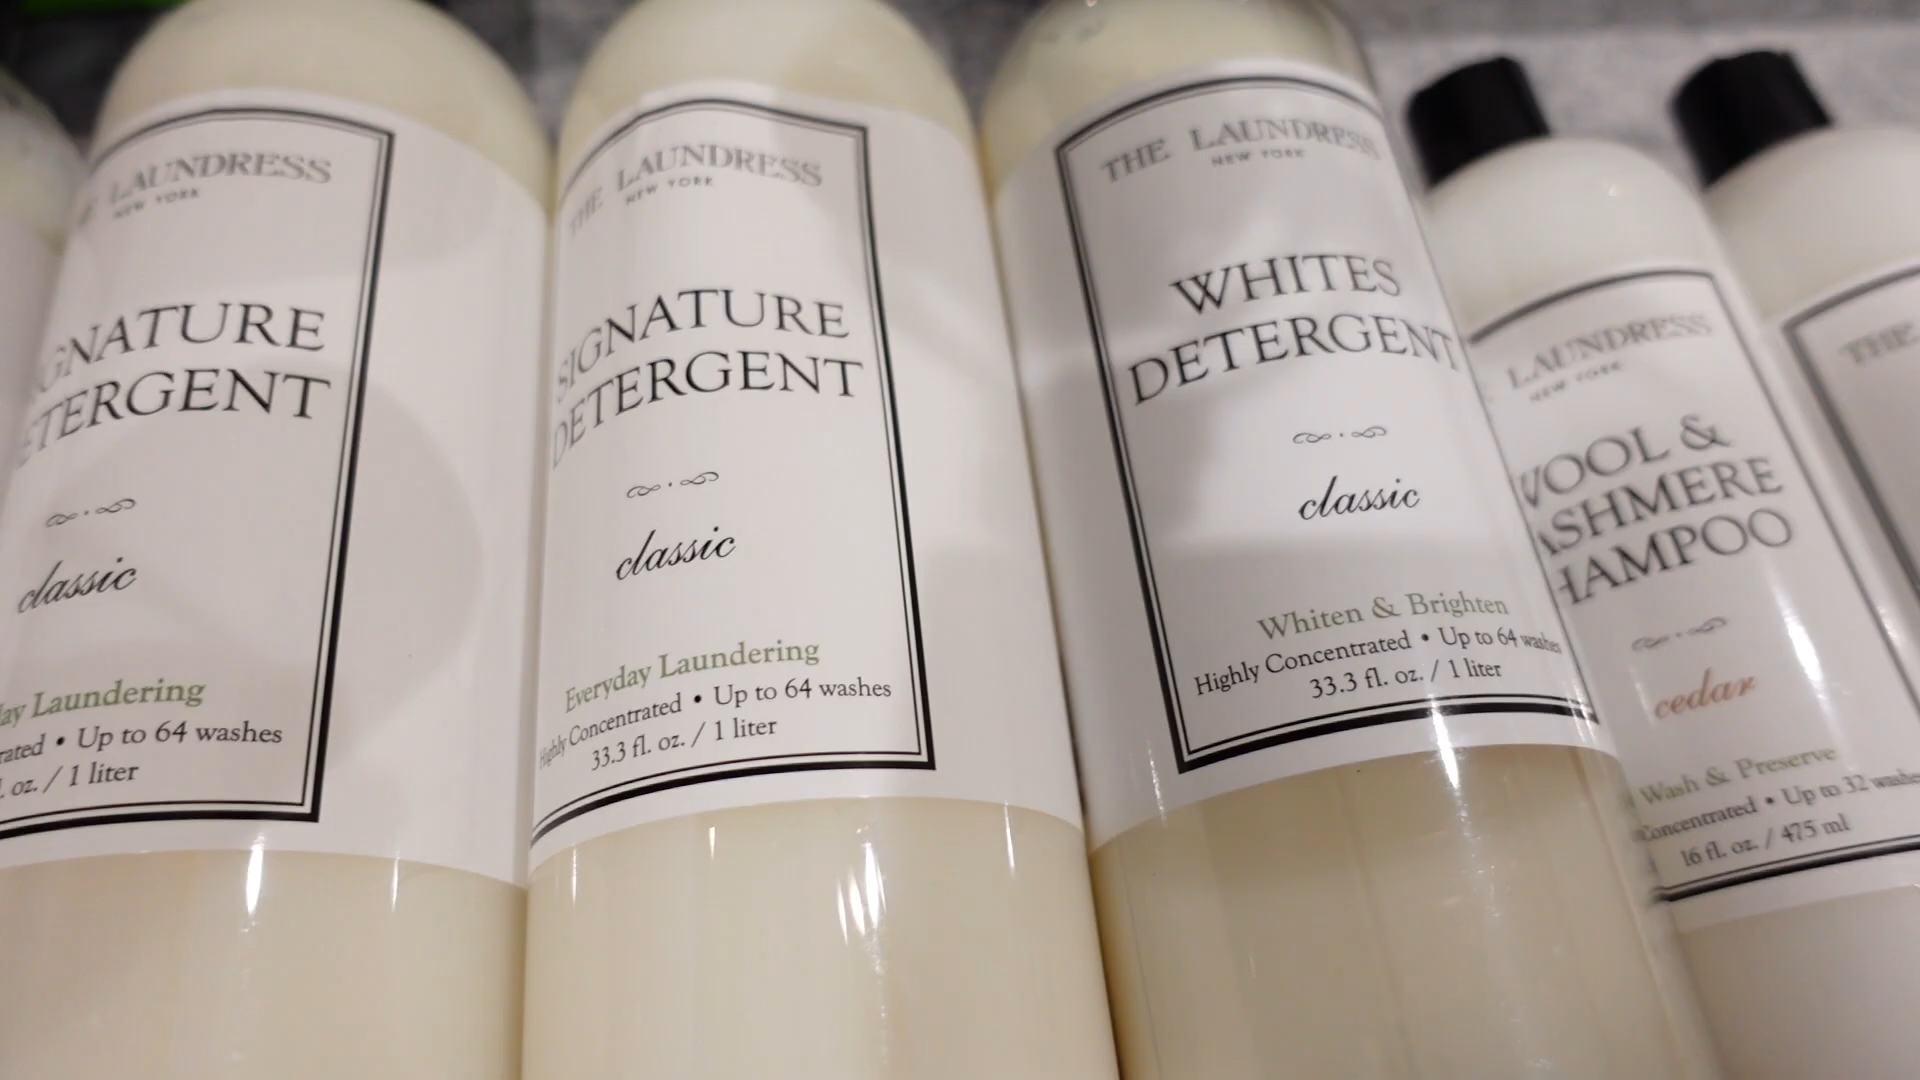 LAUNDRESS
NEW YORK
GNATURE
ETERGENT
classic
Laundering
• Up to 64 washes
oz. / 1 liter
THE LAUNDRESS
NEW YORK
SIGNATURE
DETERGENT
classic
Everyday Laundering
Highly Concentrated • Up to 64 washes
33.3 fl. oz. / 1 liter
THE LAUNDRESS
NEW YORK
WHITES
DETERGENT
classic
Whiten & Brighten
Highly Concentrated • Up to 64 washes
33.3 fl. oz. / 1 liter
LAUNDRESS
NEW YORK
WOOL &
ASHMERE
HAMPOO
cedar
Wash & Preserve
Concentrated • Up to 32 washes
16 fl. oz. / 475 ml
THE